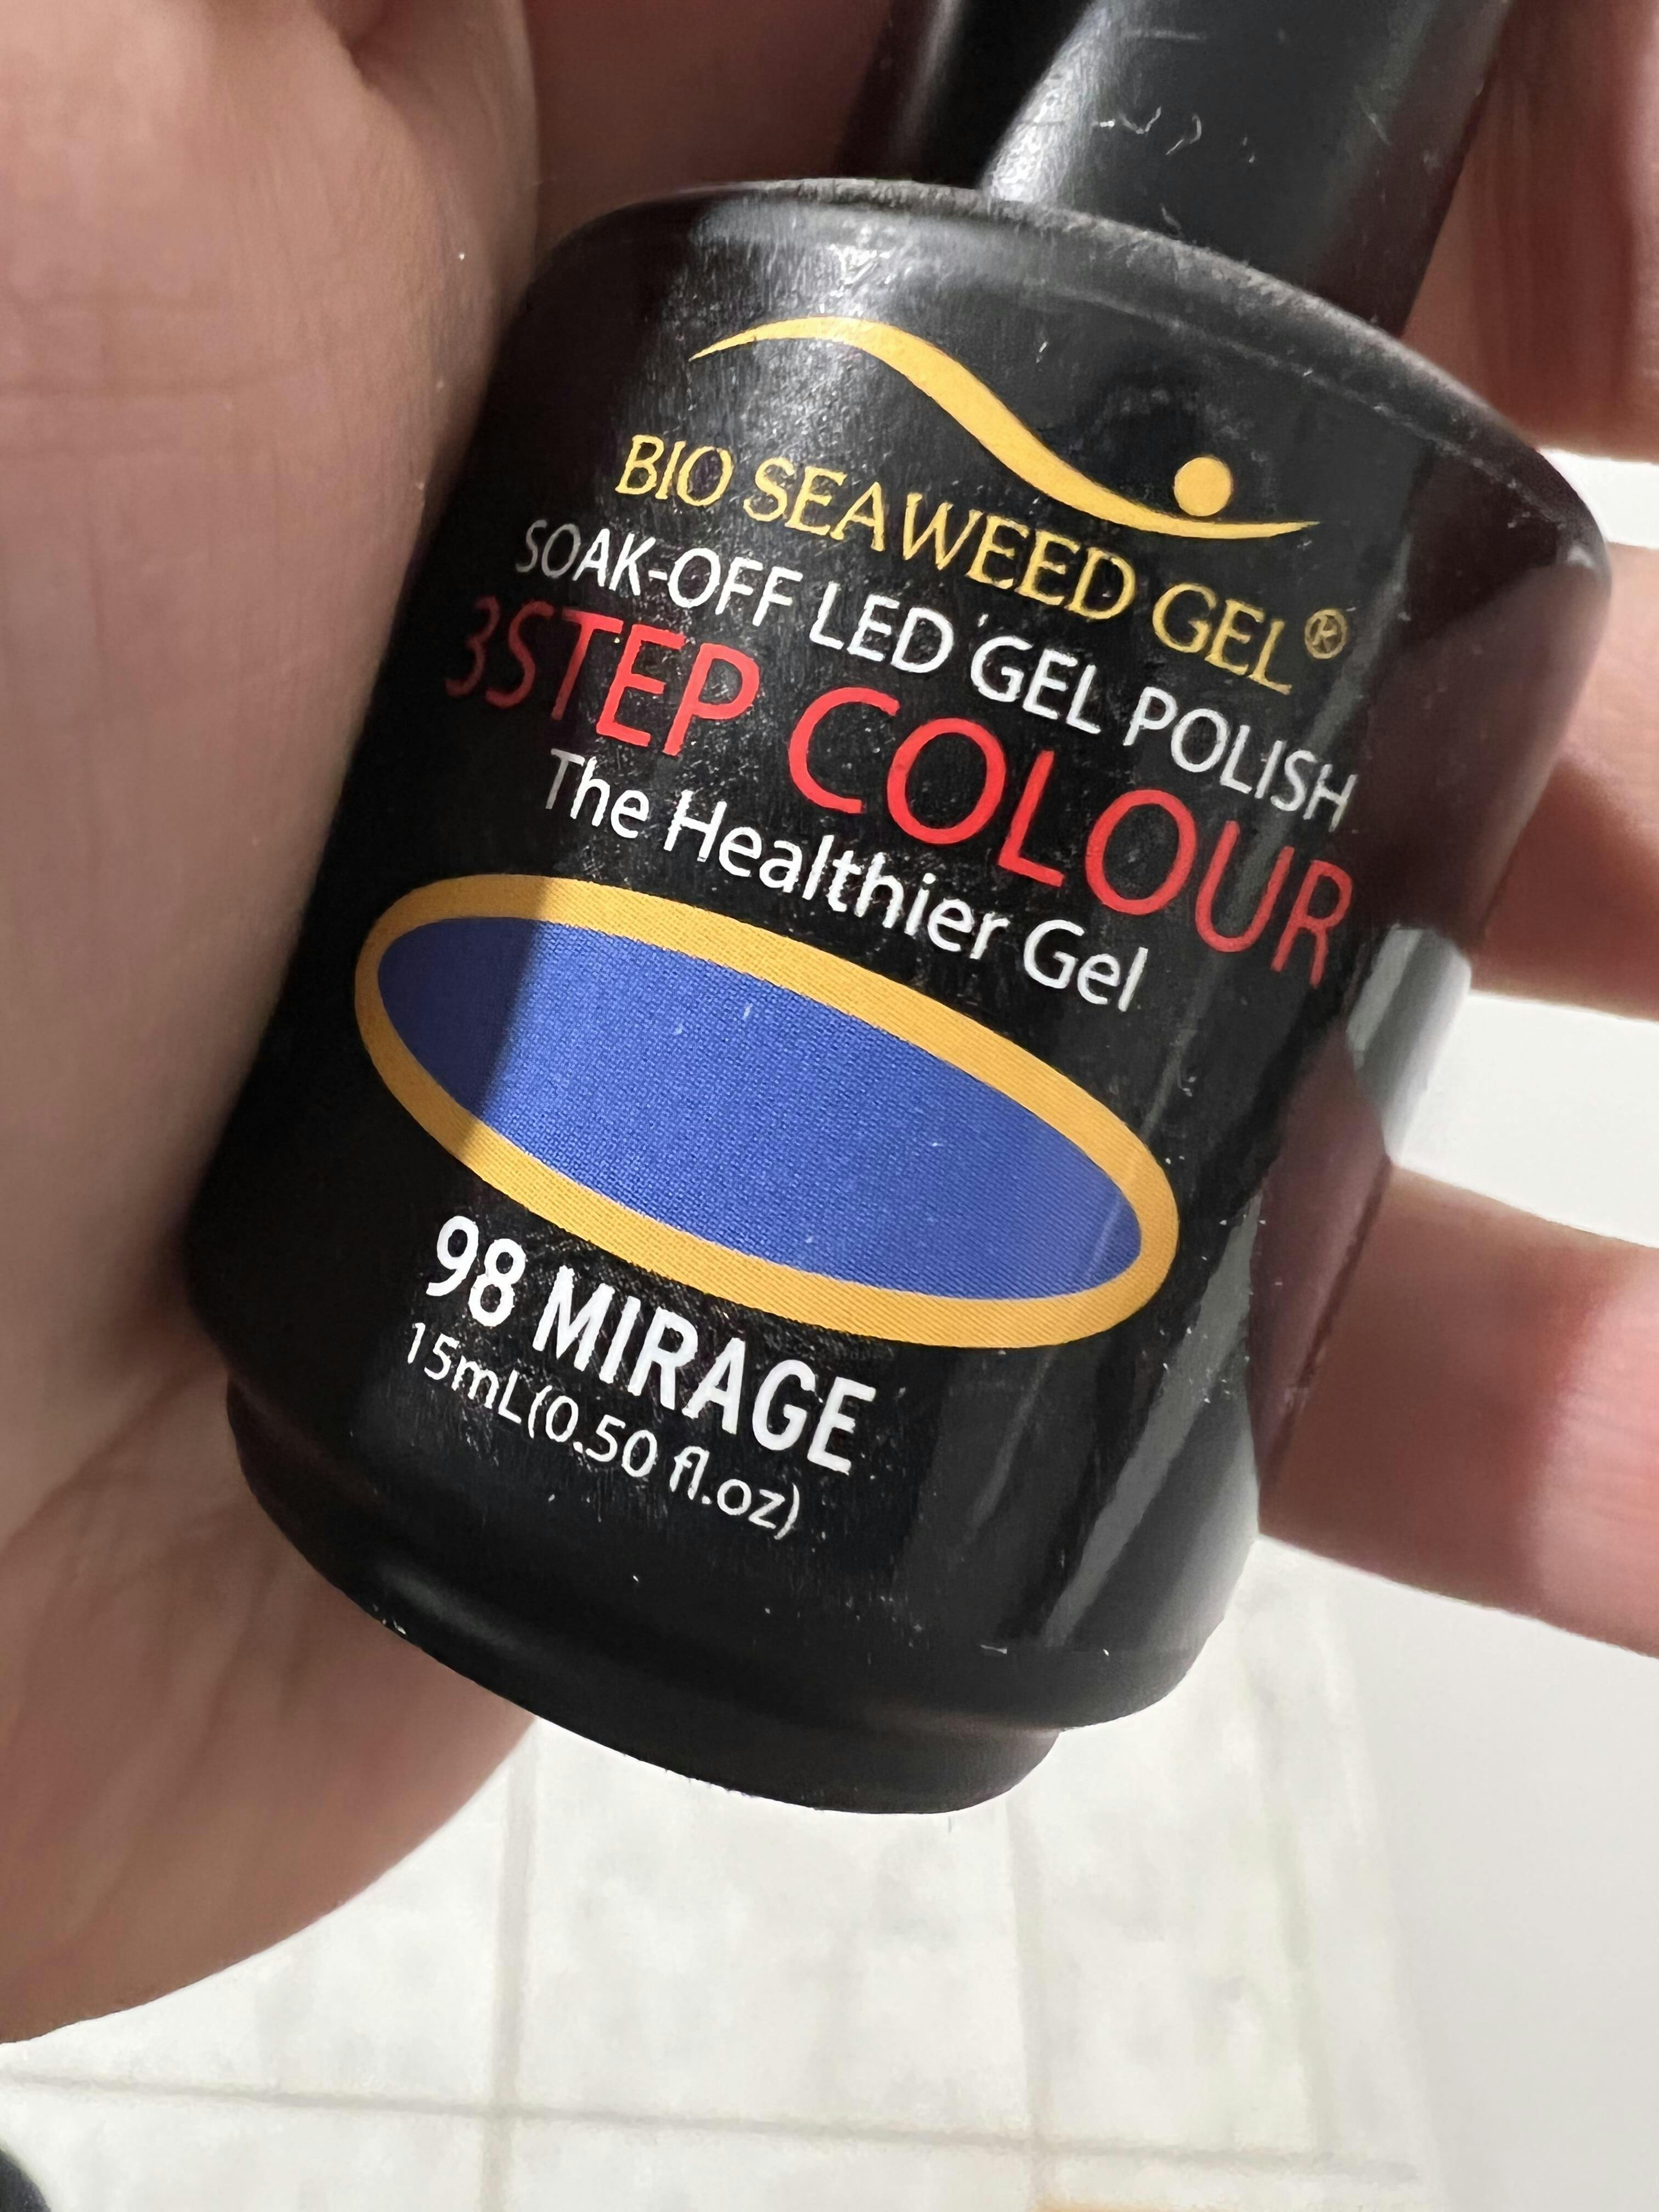 BIO SEAWEED GEL®
SOAK-OFF LED GEL POLISH
3STEP COLOUR
The Healthier Gel
98 MIRAGE
15mL(0.50 fl.oz)